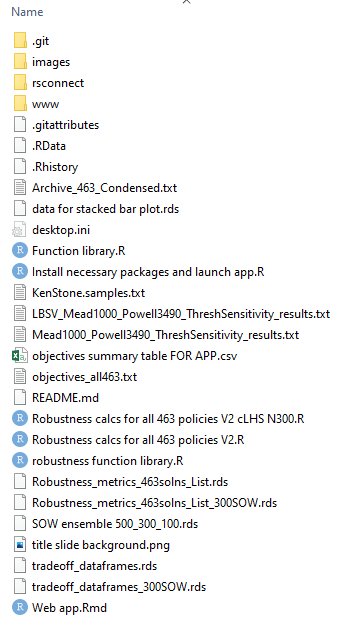 Name
.git
images
rsconnect
www
.gitattributes
.RData
.Rhistory
Archive_463_Condensed.txt
data for stacked bar plot.rds
desktop.ini
Function library.R
Install necessary packages and launch app.R
KenStone.samples.txt
LBSV_Mead1000_Powell3490_ThreshSensitivity_results.txt
Mead1000_Powell3490_ThreshSensitivity_results.txt
objectives summary table FOR APP.csv
objectives_all463.txt
README.md
Robustness calcs for all 463 policies V2 cLHS N300.R
Robustness calcs for all 463 policies V2.R
robustness function library.R
Robustness_metrics_463solns_List.rds
Robustness_metrics_463solns_List_300SOW.rds
SOW ensemble 500_300_100.rds
title slide background.png
tradeoff_dataframes.rds
tradeoff_dataframes_300SOW.rds
Web app.Rmd